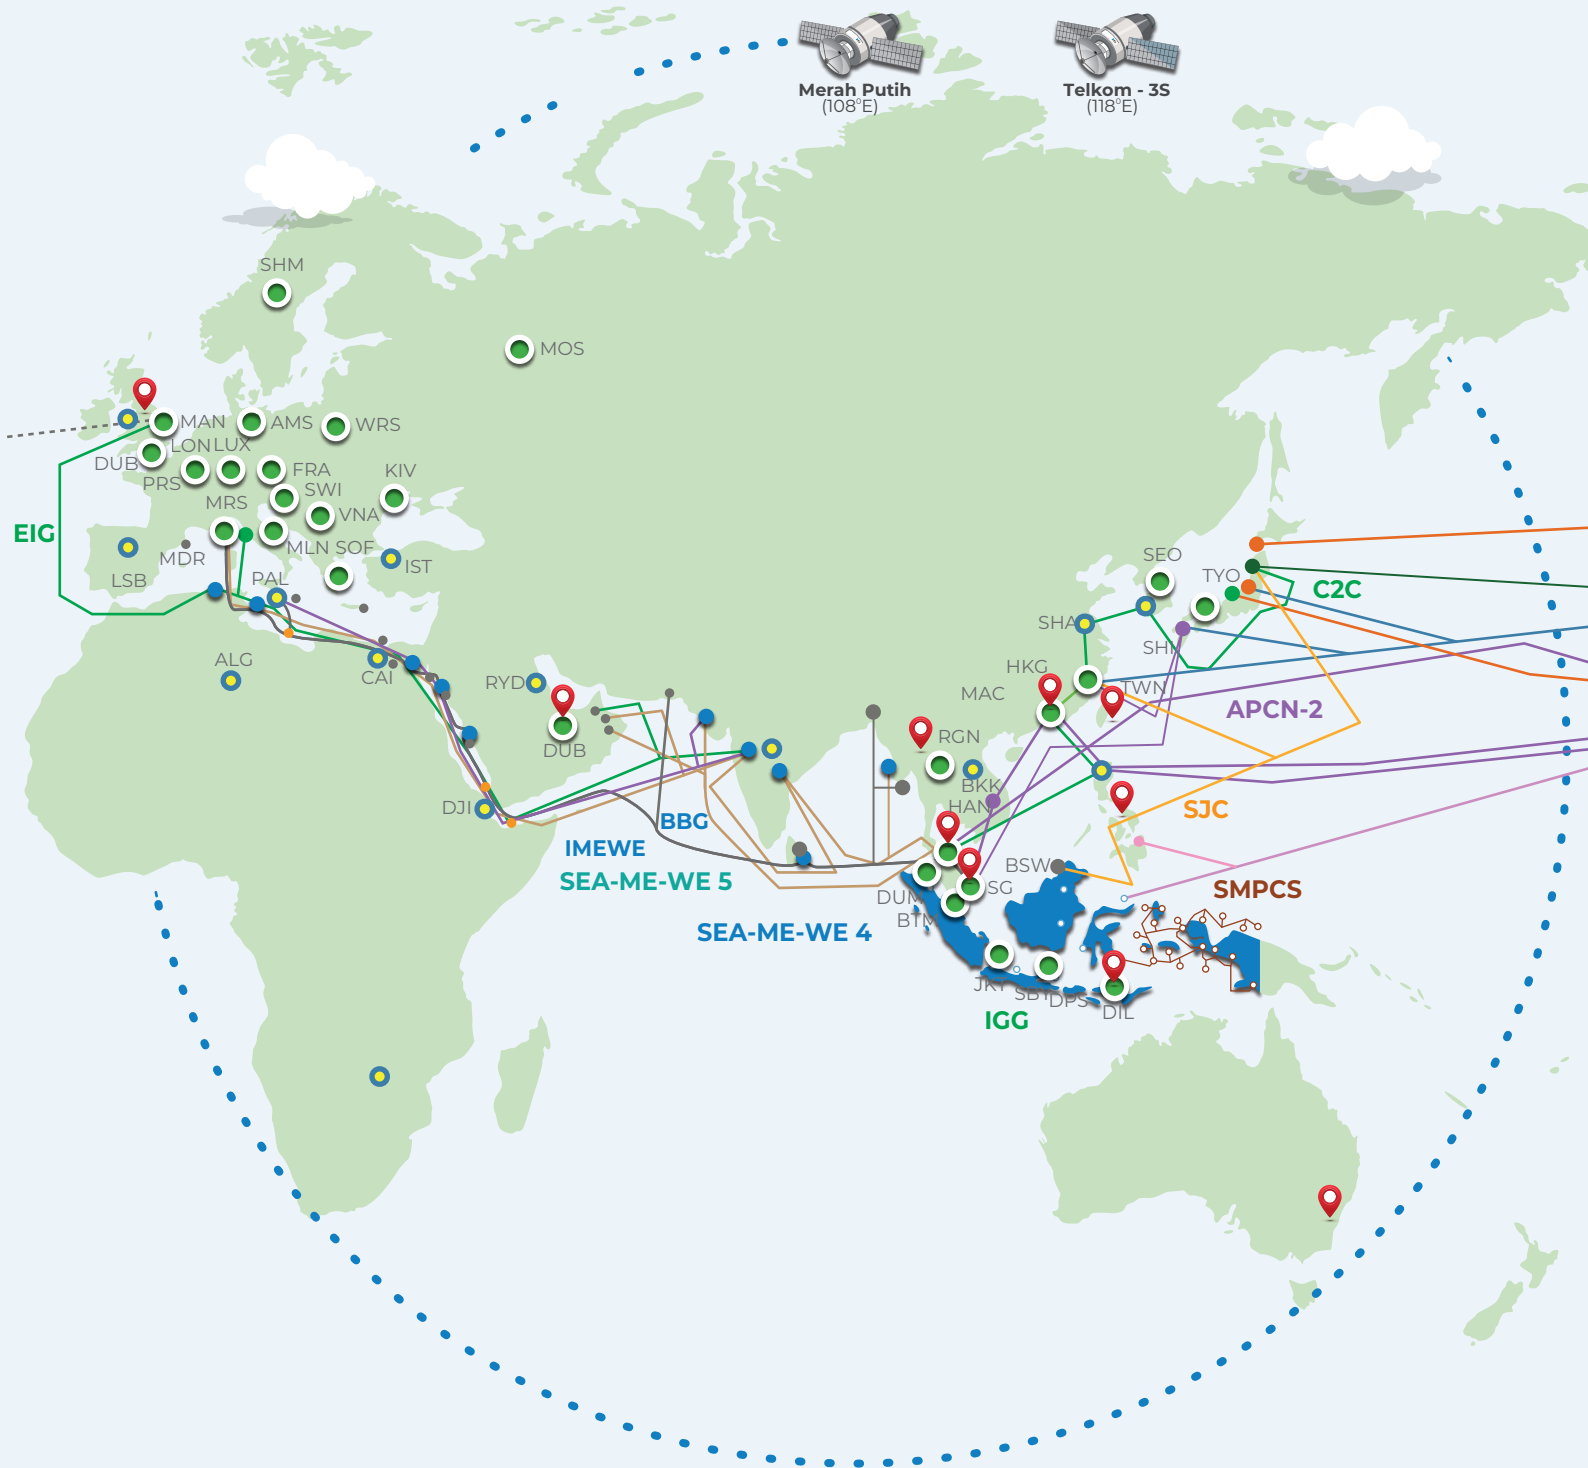 Merah Putih
(108°E)
Telkom - 3S
(118°E)
SHM
MOS
MAN
AMS
WRS
LON
LUX
DUB
PRS
FRA
KIV
SWI
MRS
VNA
EIG
MLN
SOF
MDR
IST
LSB
PAL
SEO
TYO
C2C
SHA
SHI
ALG
CAI
RYD
HKG
MAC
TWN
APCN-2
DUB
RGN
BKK
HAN
DJI
BBG
SJC
IMEWE
SEA-ME-WE 5
BSW
SG
DUM
SMPCS
BTM
SEA-ME-WE 4
JKT
SBY
DPS
DIL
IGG